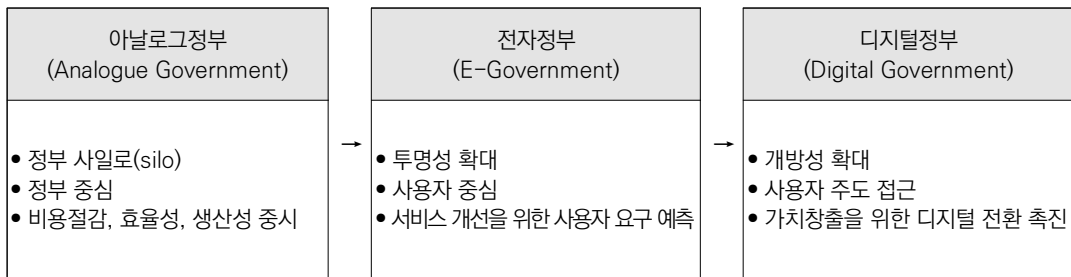 아날로그정부
(Analogue Government)
• 정부 사일로(silo)
• 정부 중심
• 비용절감, 효율성, 생산성 중시
→
전자정부
(E-Government)
• 투명성 확대
• 사용자 중심
• 서비스 개선을 위한 사용자 요구 예측
→
디지털정부
(Digital Government)
• 개방성 확대
• 사용자 주도 접근
• 가치창출을 위한 디지털 전환 촉진